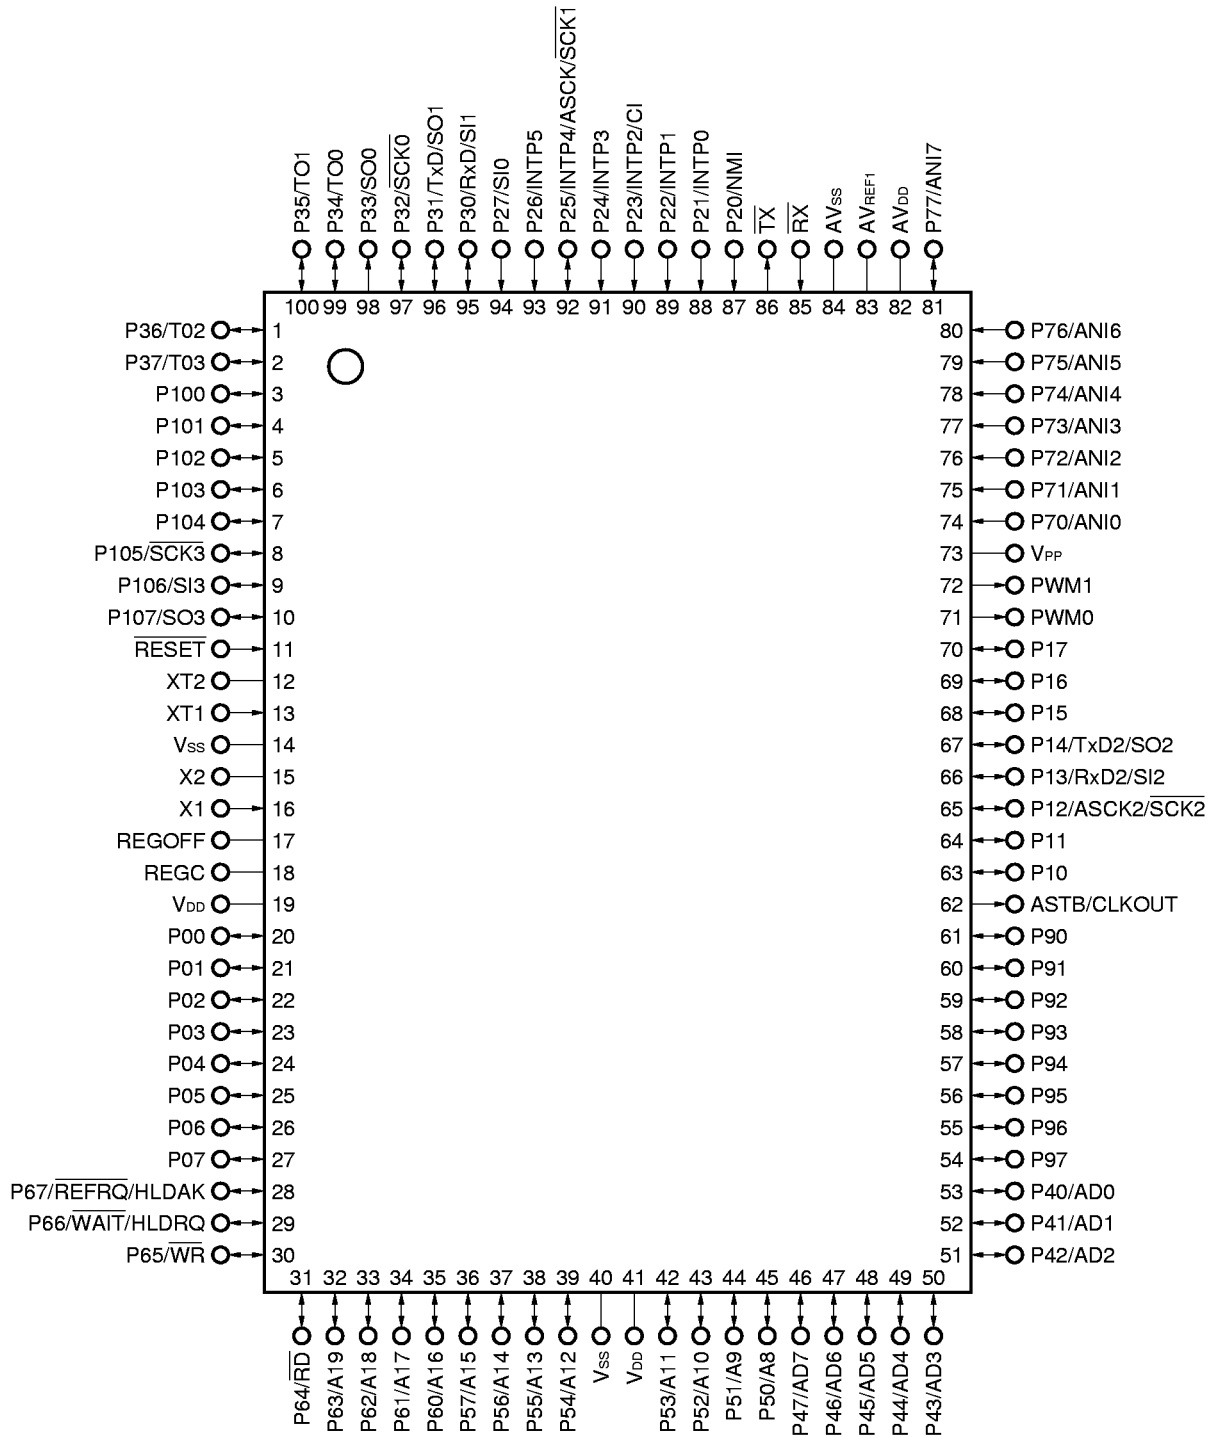 P35/TO1
P34/TO0
P33/SO0
P32/SCK0
P31/TxD/SO1
P30/RxD/SI1
P27/SI0
P26/INTP5
P25/INTP4/ASCK/SCK1
P24/INTP3
P23/INTP2/CI
P22/INTP1
P21/INTP0
P20/NMI
TX
RX
AVSS
AVREF1
AVDD
P77/ANI7
100 99 98 97 96 95 94 93 92 91 90 89 88 87 86 85 84 83 82 81
P36/T02 1 80 P76/ANI6
P37/T03 2 79 P75/ANI5
P100 3 78 P74/ANI4
P101 4 77 P73/ANI3
P102 5 76 P72/ANI2
P103 6 75 P71/ANI1
P104 7 74 P70/ANI0
P105/SCK3 8 73 VPP
P106/SI3 9 72 PWM1
P107/SO3 10 71 PWM0
RESET 11 70 P17
XT2 12 69 P16
XT1 13 68 P15
VSS 14 67 P14/TxD2/SO2
X2 15 66 P13/RxD2/SI2
X1 16 65 P12/ASCK2/SCK2
REGOFF 17 64 P11
REGC 18 63 P10
VDD 19 62 ASTB/CLKOUT
P00 20 61 P90
P01 21 60 P91
P02 22 59 P92
P03 23 58 P93
P04 24 57 P94
P05 25 56 P95
P06 26 55 P96
P07 27 54 P97
P67/REFRQ/HLDAK 28 53 P40/AD0
P66/WAIT/HLDRQ 29 52 P41/AD1
P65/WR 30 51 P42/AD2
31 32 33 34 35 36 37 38 39 40 41 42 43 44 45 46 47 48 49 50
P64/RD
P63/A19
P62/A18
P61/A17
P60/A16
P57/A15
P56/A14
P55/A13
P54/A12
VSS
VDD
P53/A11
P52/A10
P51/A9
P50/A8
P47/AD7
P46/AD6
P45/AD5
P44/AD4
P43/AD3